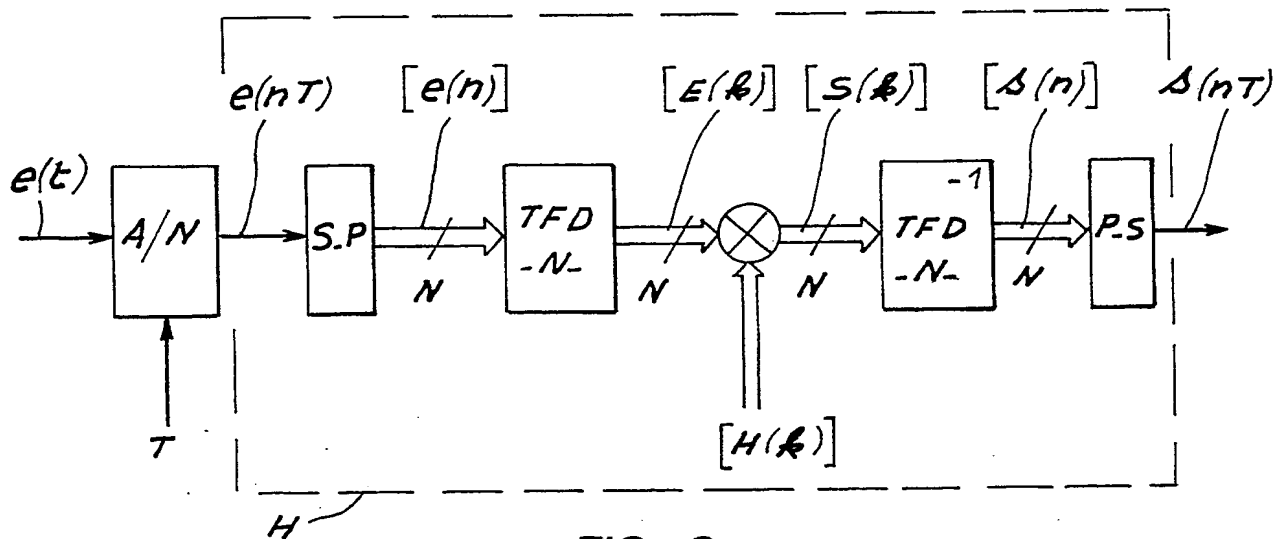 e(nT)
[e(n)]
[E(k)]
[S(k)]
[s(n)]
s(nT)
e(t)
A/N
S-P
TFD
-N-
TFD
-1
-N-
P-S
N
N
N
N
T
[H(k)]
H